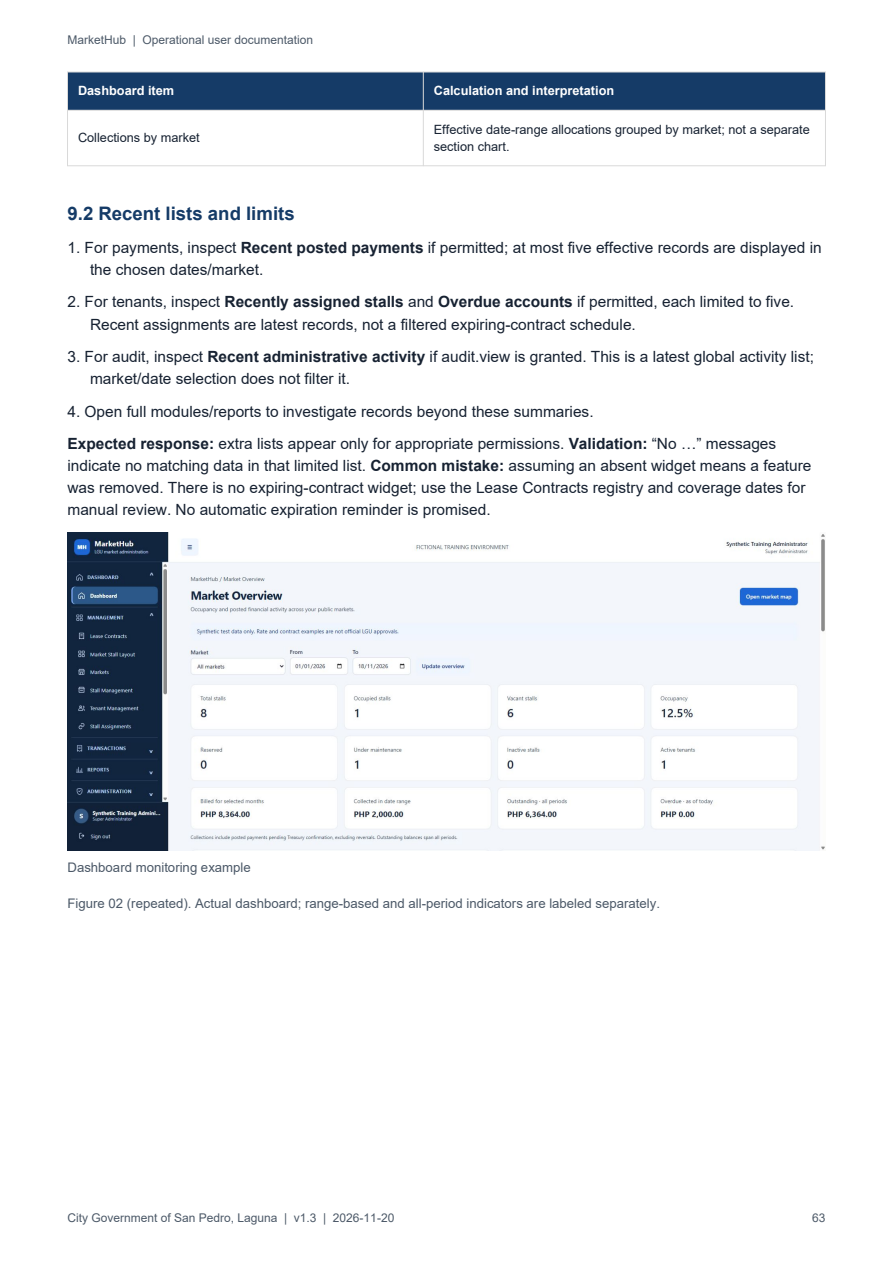 MarketHub | Operational user documentation
Dashboard item
Calculation and interpretation
Collections by market
Effective date-range allocations grouped by market; not a separate
section chart.
9.2 Recent lists and limits
1. For payments, inspect Recent posted payments if permitted; at most five effective records are displayed in
the chosen dates/market.
2. For tenants, inspect Recently assigned stalls and Overdue accounts if permitted, each limited to five.
Recent assignments are latest records, not a filtered expiring-contract schedule.
3. For audit, inspect Recent administrative activity if audit.view is granted. This is a latest global activity list;
market/date selection does not filter it.
4. Open full modules/reports to investigate records beyond these summaries.
Expected response: extra lists appear only for appropriate permissions. Validation: “No …” messages
indicate no matching data in that limited list. Common mistake: assuming an absent widget means a feature
was removed. There is no expiring-contract widget; use the Lease Contracts registry and coverage dates for
manual review. No automatic expiration reminder is promised.
MH MarketHub
LGU market administration
DASHBOARD
Dashboard
MANAGEMENT
Lease Contracts
Market Stall Layout
Markets
Stall Management
Tenant Management
Stall Assignments
TRANSACTIONS
REPORTS
ADMINISTRATION
S Synthetic Training Admini...
Super Administrator
Sign out
FICTIONAL TRAINING ENVIRONMENT
Synthetic Training Administrator
Super Administrator
MarketHub / Market Overview
Market Overview
Occupancy and posted financial activity across your public markets.
Open market map
Synthetic test data only. Rate and contract examples are not official LGU approvals.
Market From To
All markets 01/01/2026 18/11/2026 Update overview
Total stalls
8
Occupied stalls
1
Vacant stalls
6
Occupancy
12.5%
Reserved
0
Under maintenance
1
Inactive stalls
0
Active tenants
1
Billed for selected months
PHP 8,364.00
Collected in date range
PHP 2,000.00
Outstanding - all periods
PHP 6,364.00
Overdue - as of today
PHP 0.00
Collections include posted payments pending Treasury confirmation, excluding reversals. Outstanding balances span all periods.
Dashboard monitoring example
Figure 02 (repeated). Actual dashboard; range-based and all-period indicators are labeled separately.
City Government of San Pedro, Laguna | v1.3 | 2026-11-20
63